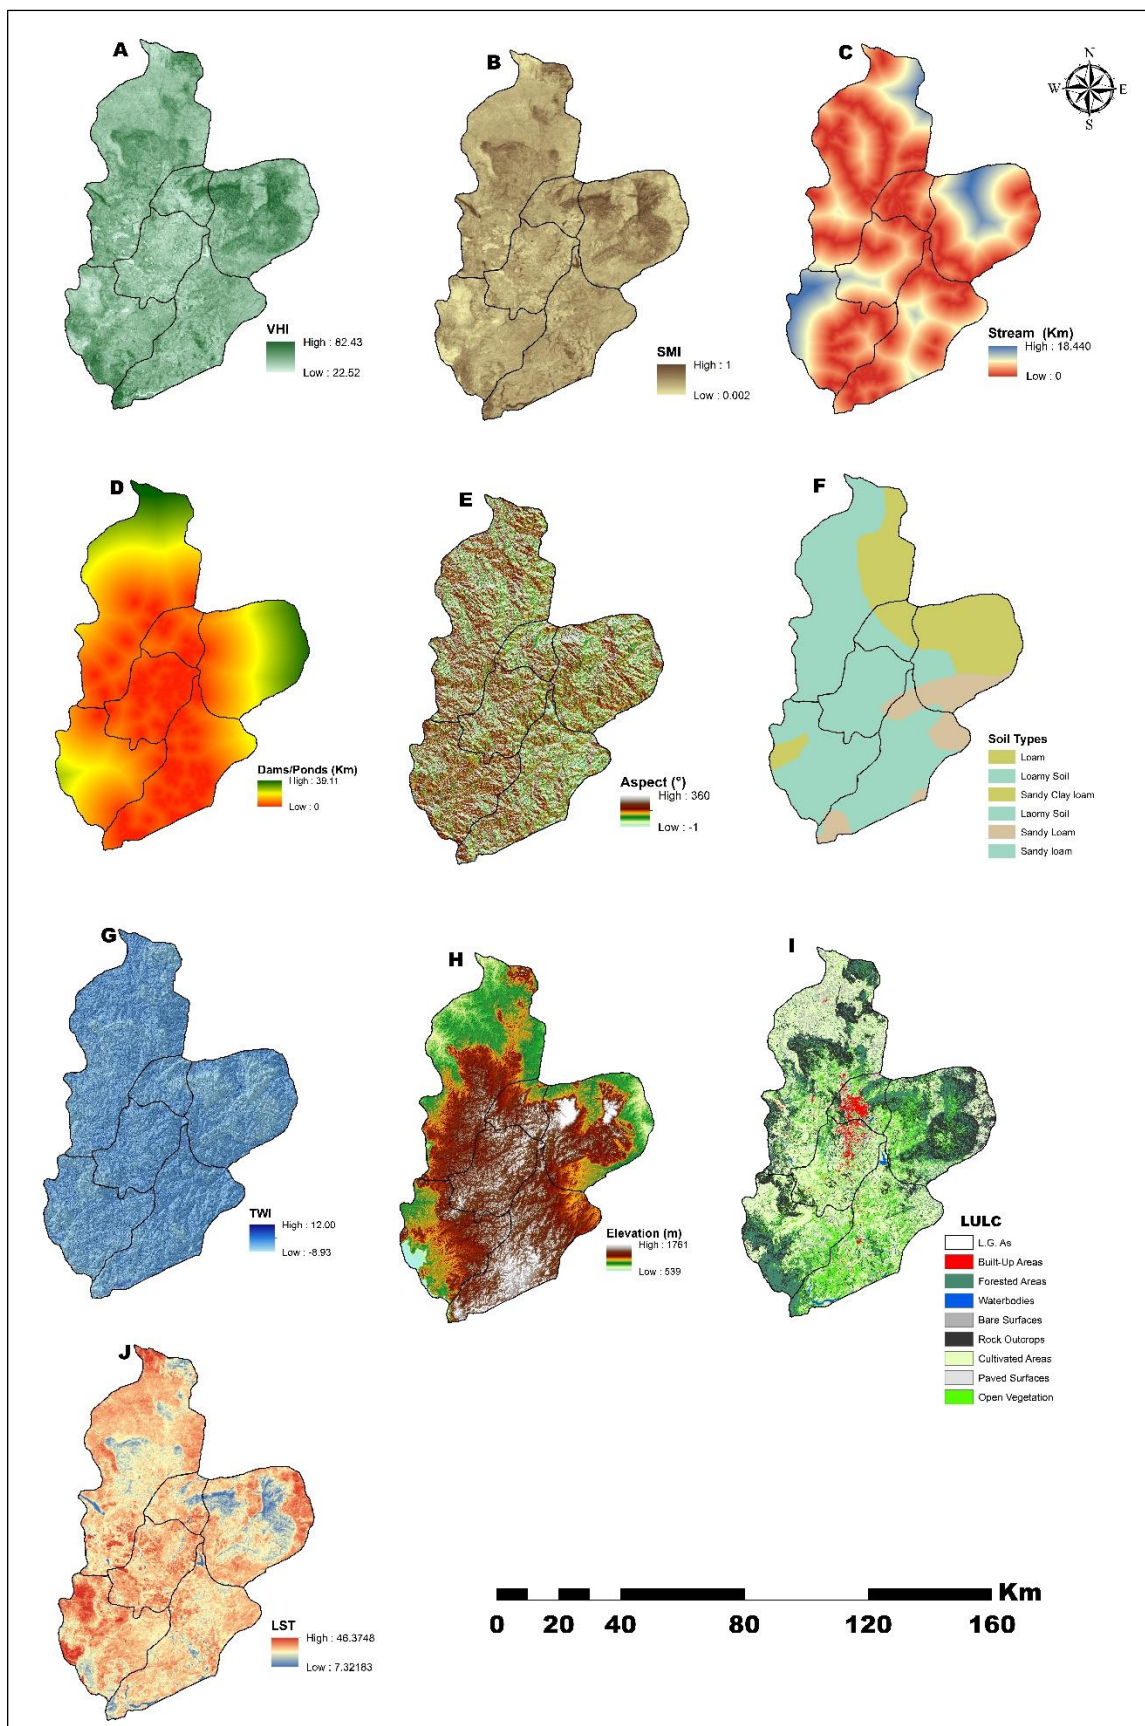 A
B
C
N
W
E
S
VHI
High : 82.43
Low : 22.52
SMI
High : 1
Low : 0.002
Stream (Km)
High : 18.440
Low : 0
D
E
F
Dams/Ponds (Km)
High : 39.11
Low : 0
Aspect (°)
High : 360
Low : -1
Soil Types
Loam
Loamy Soil
Sandy Clay loam
Laomy Soil
Sandy Loam
Sandy loam
G
H
I
TWI
High : 12.00
Low : -8.93
Elevation (m)
High : 1761
Low : 539
LULC
L.G. As
Built-Up Areas
Forested Areas
Waterbodies
Bare Surfaces
Rock Outcrops
Cultivated Areas
Paved Surfaces
Open Vegetation
J
LST
High : 46.3748
Low : 7.32183
Km
0 20 40 80 120 160